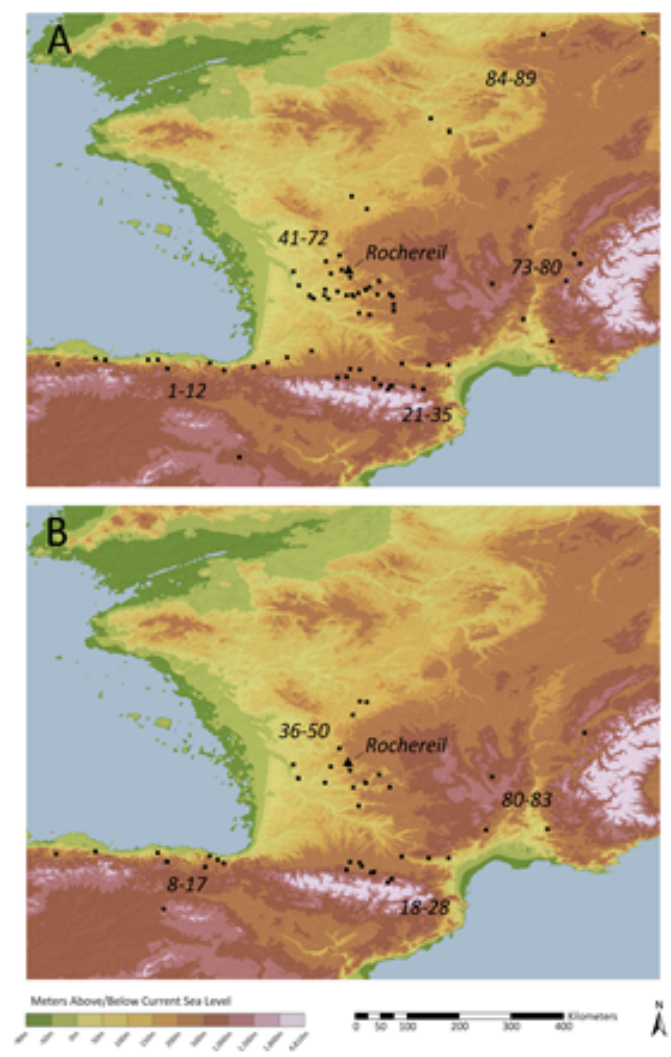 A
84-89
41-72
Rochereil
73-80
1-12
21-35
B
36-50
Rochereil
80-83
8-17
18-28
Meters Above/Below Current Sea Level
N
Kilometers
0 50 100 200 300 400